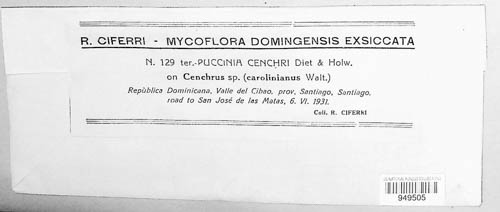 R. CIFERRI - MYCOFLORA DOMINGENSIS EXSICCATA
N. 129 ter.-PUCCINIA CENCHRI Diet & Holw.
on Cenchrus sp. (carolinianus Walt.)
Repùblica Dominicana, Valle del Cibao, prov. Santiago, Santiago,
road to San José de las Matas, 6. VI. 1931.
Coll. R. CIFERRI
949505